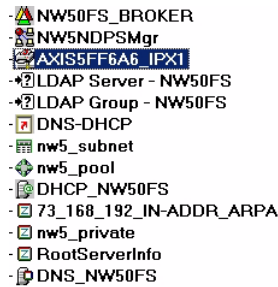 NW50FS_BROKER
NW5NDPSMgr
AXIS5FF6A6_IPX1
LDAP Server - NW50FS
LDAP Group - NW50FS
DNS-DHCP
nw5_subnet
nw5_pool
DHCP_NW50FS
73_168_192_IN-ADDR_ARPA
nw5_private
RootServerInfo
DNS_NW50FS